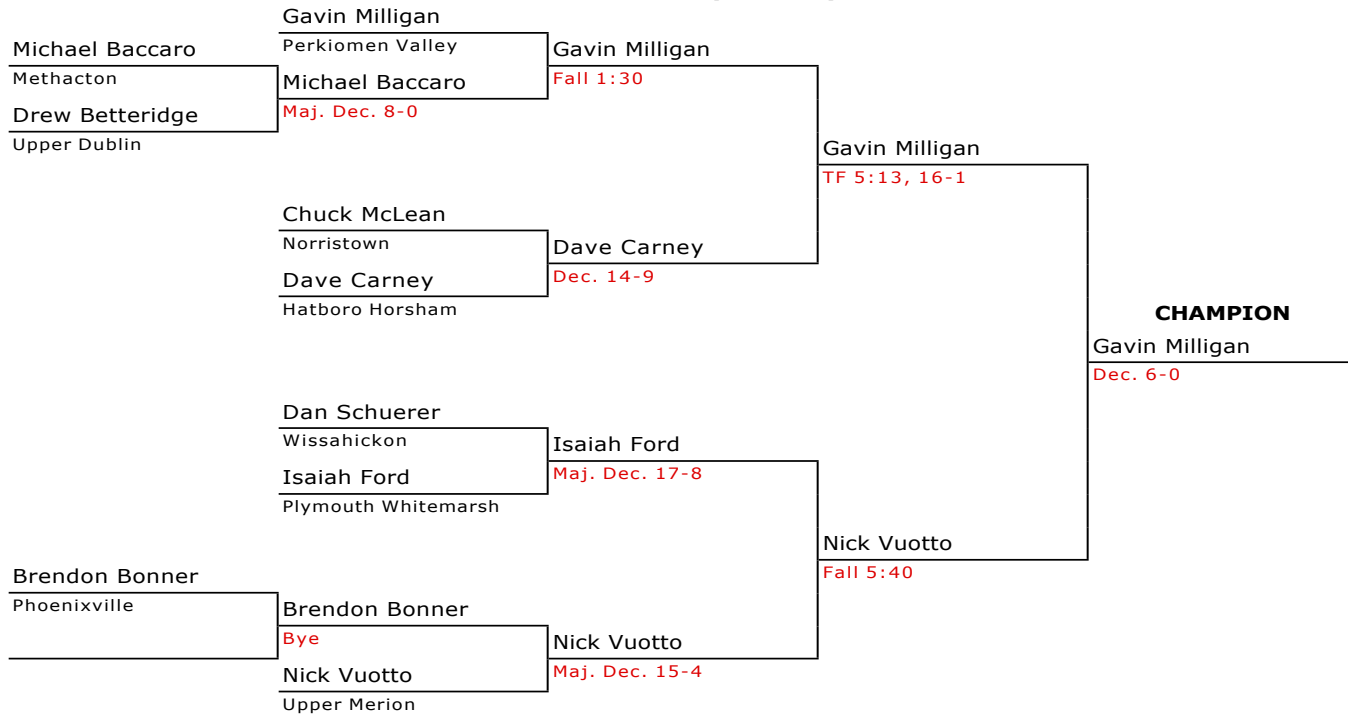 Gavin Milligan
Perkiomen Valley
Michael Baccaro
Methacton
Drew Betteridge
Upper Dublin
Michael Baccaro
Maj. Dec. 8-0
Gavin Milligan
Fall 1:30
Gavin Milligan
TF 5:13, 16-1
Chuck McLean
Norristown
Dave Carney
Hatboro Horsham
Dave Carney
Dec. 14-9
CHAMPION
Gavin Milligan
Dec. 6-0
Dan Schuerer
Wissahickon
Isaiah Ford
Plymouth Whitemarsh
Isaiah Ford
Maj. Dec. 17-8
Nick Vuotto
Fall 5:40
Brendon Bonner
Phoenixville
Brendon Bonner
Bye
Nick Vuotto
Upper Merion
Nick Vuotto
Maj. Dec. 15-4